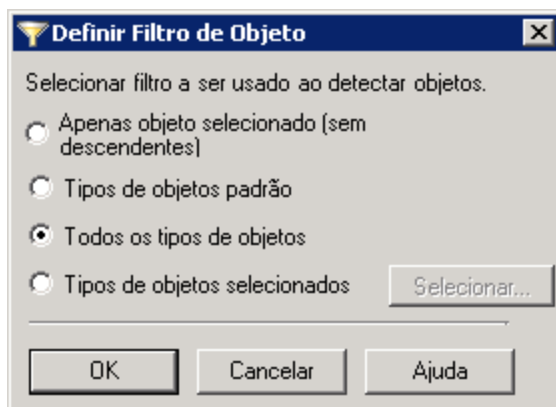 Definir Filtro de Objeto
Selecionar filtro a ser usado ao detectar objetos.
Apenas objeto selecionado (sem
descendentes)
Tipos de objetos padrão
Todos os tipos de objetos
Tipos de objetos selecionados
Selecionar...
OK
Cancelar
Ajuda